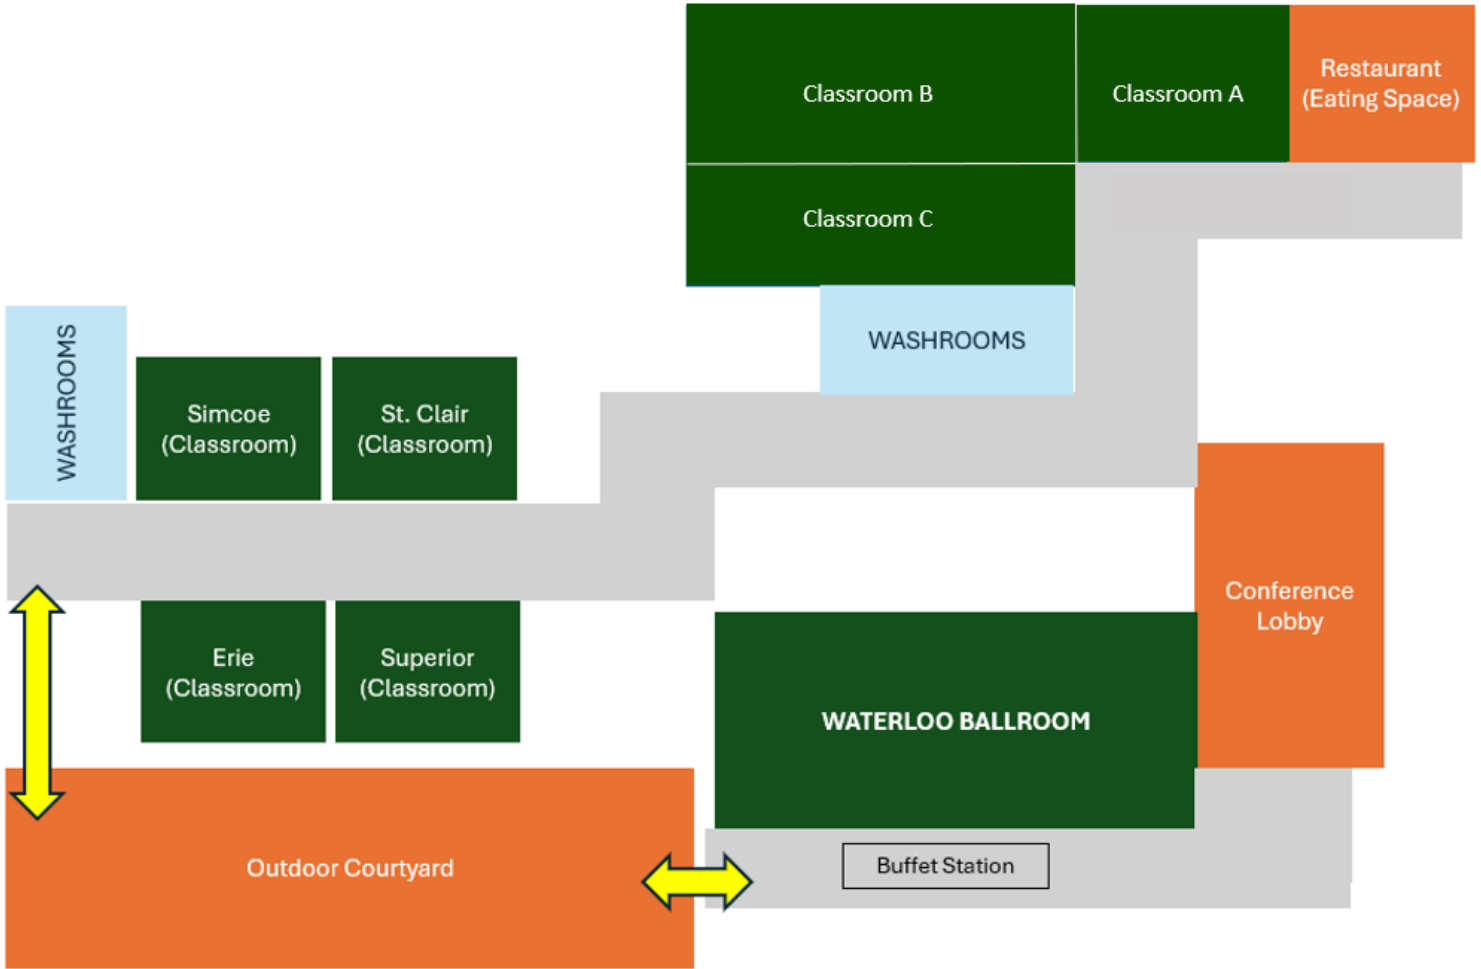 Classroom B
Classroom A
Restaurant
(Eating Space)
Classroom C
WASHROOMS
WASHROOMS
Simcoe
(Classroom)
St. Clair
(Classroom)
Conference
Lobby
Erie
(Classroom)
Superior
(Classroom)
WATERLOO BALLROOM
Outdoor Courtyard
Buffet Station